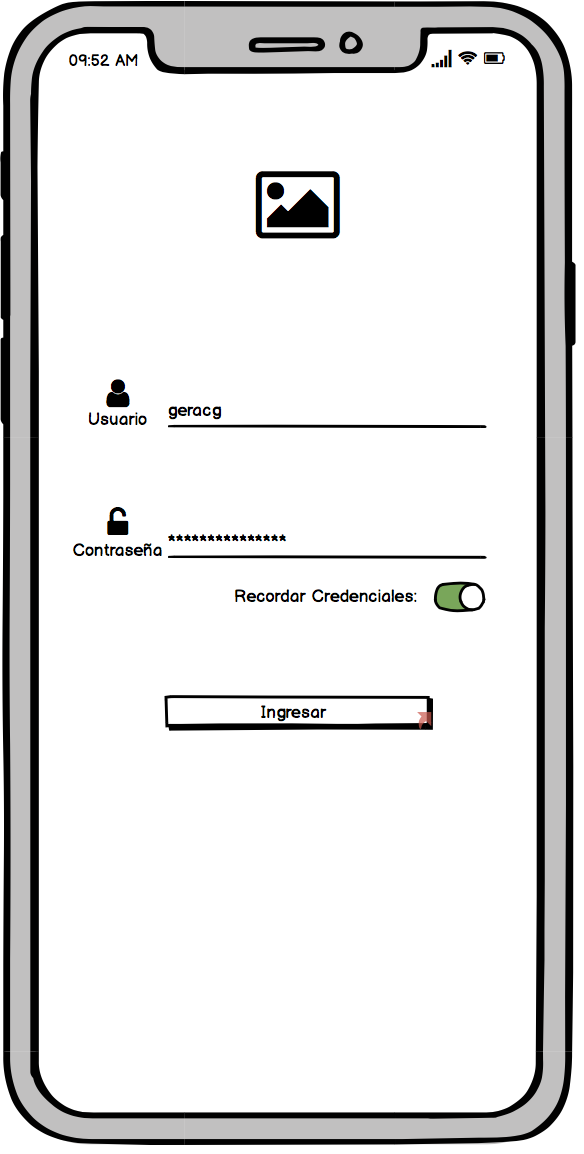 09:52 AM
Usuario
geracg
Contraseña
***************
Recordar Credenciales:
Ingresar